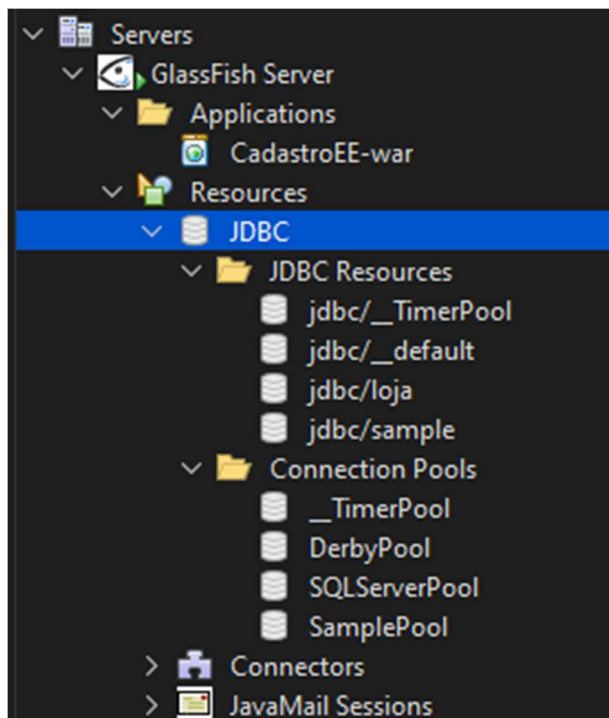 Servers
GlassFish Server
Applications
CadastroEE-war
Resources
JDBC
JDBC Resources
jdbc/__TimerPool
jdbc/__default
jdbc/loja
jdbc/sample
Connection Pools
__TimerPool
DerbyPool
SQLServerPool
SamplePool
Connectors
JavaMail Sessions